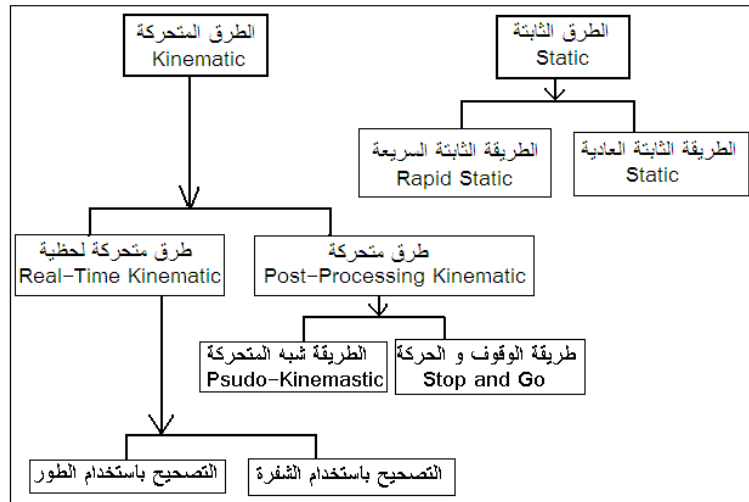 الطرق المتحركة
Kinematic
الطرق الثابتة
Static
الطريقة الثابتة السريعة
Rapid Static
الطريقة الثابتة العادية
Static
طرق متحركة لحظية
Real-Time Kinematic
طرق متحركة
Post-Processing Kinematic
الطريقة شبه المتحركة
Psudo-Kinemastic
طريقة الوقوف و الحركة
Stop and Go
التصحيح باستخدام الطور
التصحيح باستخدام الشفرة